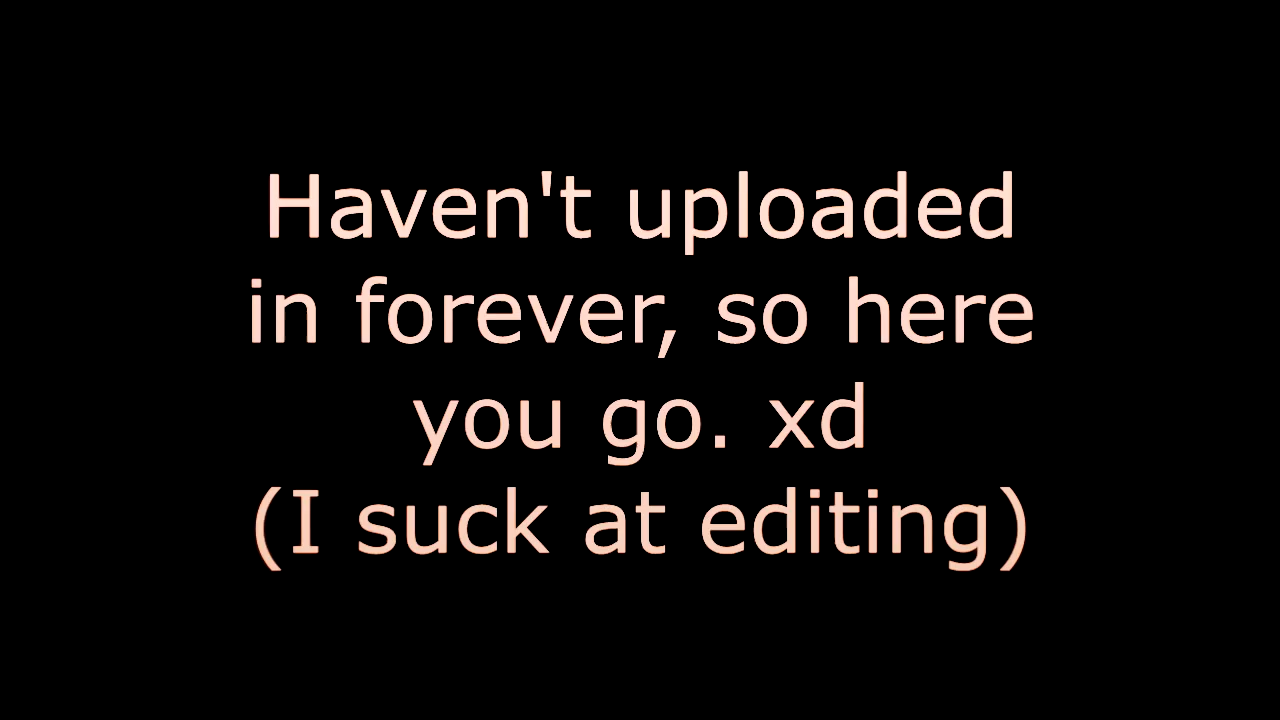 Haven't uploaded
in forever, so here
you go. xd
(I suck at editing)